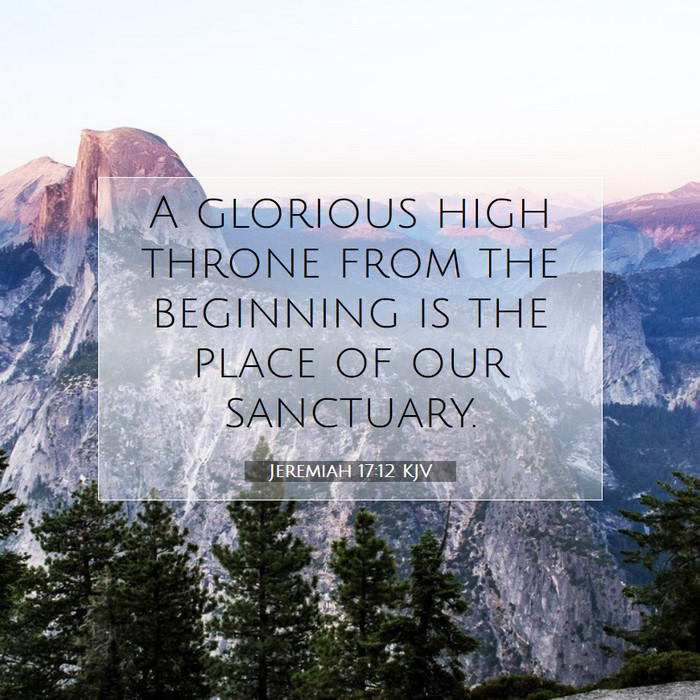 A GLORIOUS HIGH
THRONE FROM THE
BEGINNING IS THE
PLACE OF OUR
SANCTUARY.
JEREMIAH 17:12 KJV